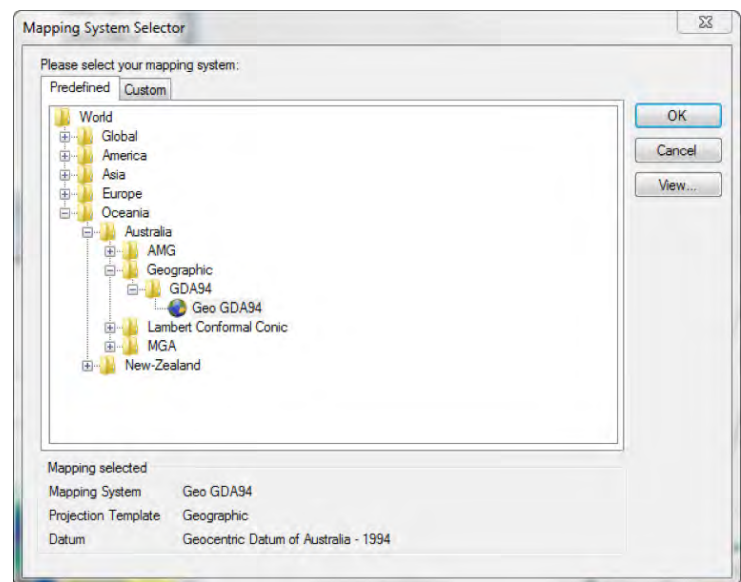 Mapping System Selector
Please select your mapping system:
Predefined Custom
World
Global
America
Asia
Europe
Oceania
Australia
AMG
Geographic
GDA94
Geo GDA94
Lambert Conformal Conic
MGA
New-Zealand
OK
Cancel
View...
Mapping selected
Mapping System Geo GDA94
Projection Template Geographic
Datum Geocentric Datum of Australia - 1994